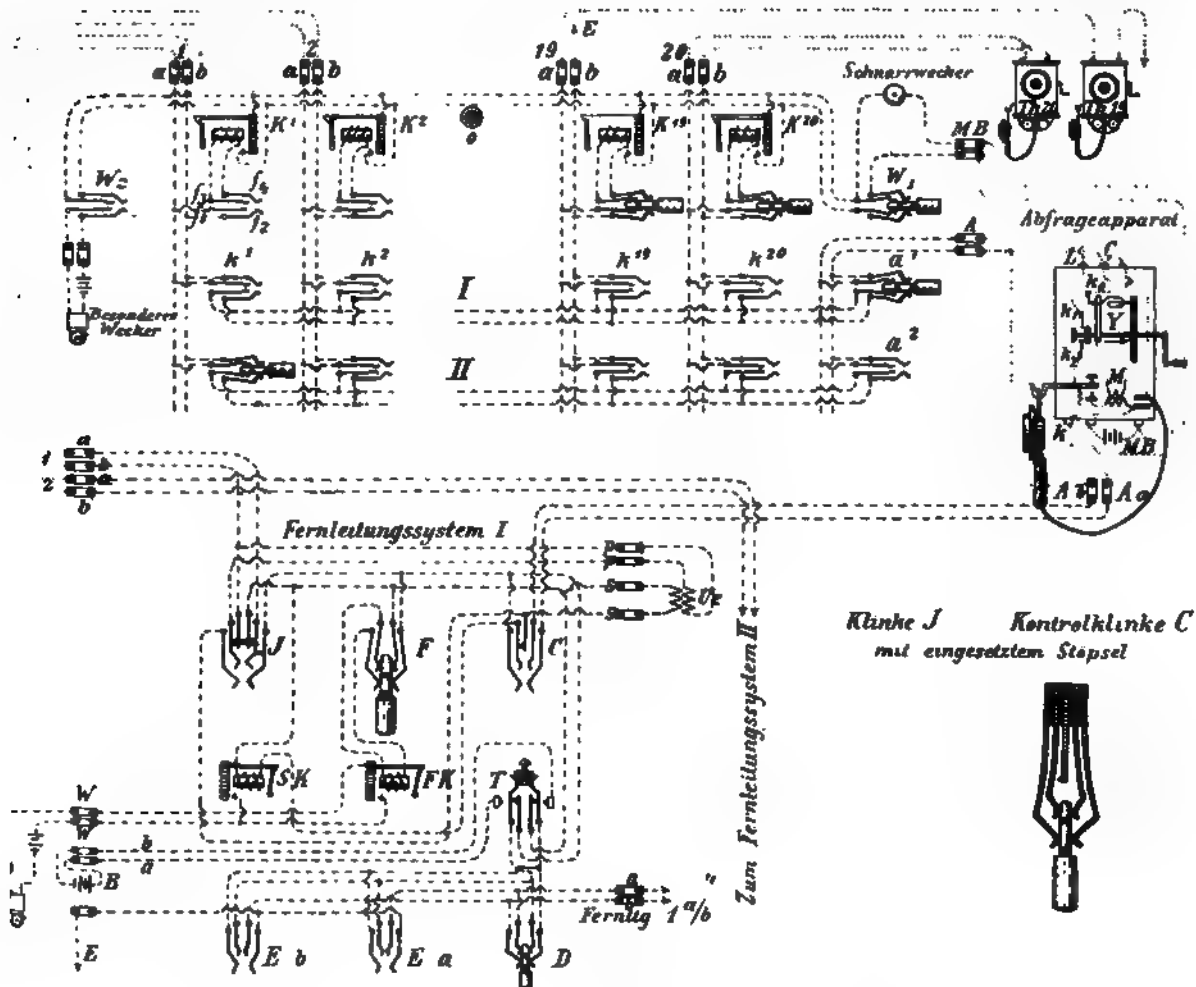 E
1 2 19 20
a b a b a b a b
Schnarrwecker
K¹ K² K¹⁹ K²⁰
MB
W₂ f₄ W₁
f₂
A
Abfrageapparat
k¹ k² k¹⁹ k²⁰ a¹
L C
I
Besonderer
Wecker
Y
II
a²
M
MB
a
1
2
b
A b A a
Fernleitungssystem I
J F C
Klinke J Kontrolklinke C
mit eingesetztem Stöpsel
Zum Fernleitungssystem II
SK FK T
W
W b
a
B
Fernltg 1 a/b
E
E b E a D